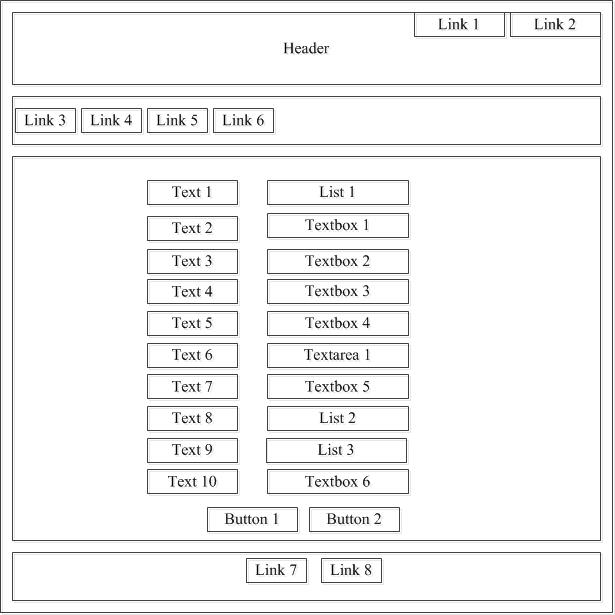 Link 1 Link 2
Header
Link 3 Link 4 Link 5 Link 6
Text 1 List 1
Text 2 Textbox 1
Text 3 Textbox 2
Text 4 Textbox 3
Text 5 Textbox 4
Text 6 Textarea 1
Text 7 Textbox 5
Text 8 List 2
Text 9 List 3
Text 10 Textbox 6
Button 1 Button 2
Link 7 Link 8